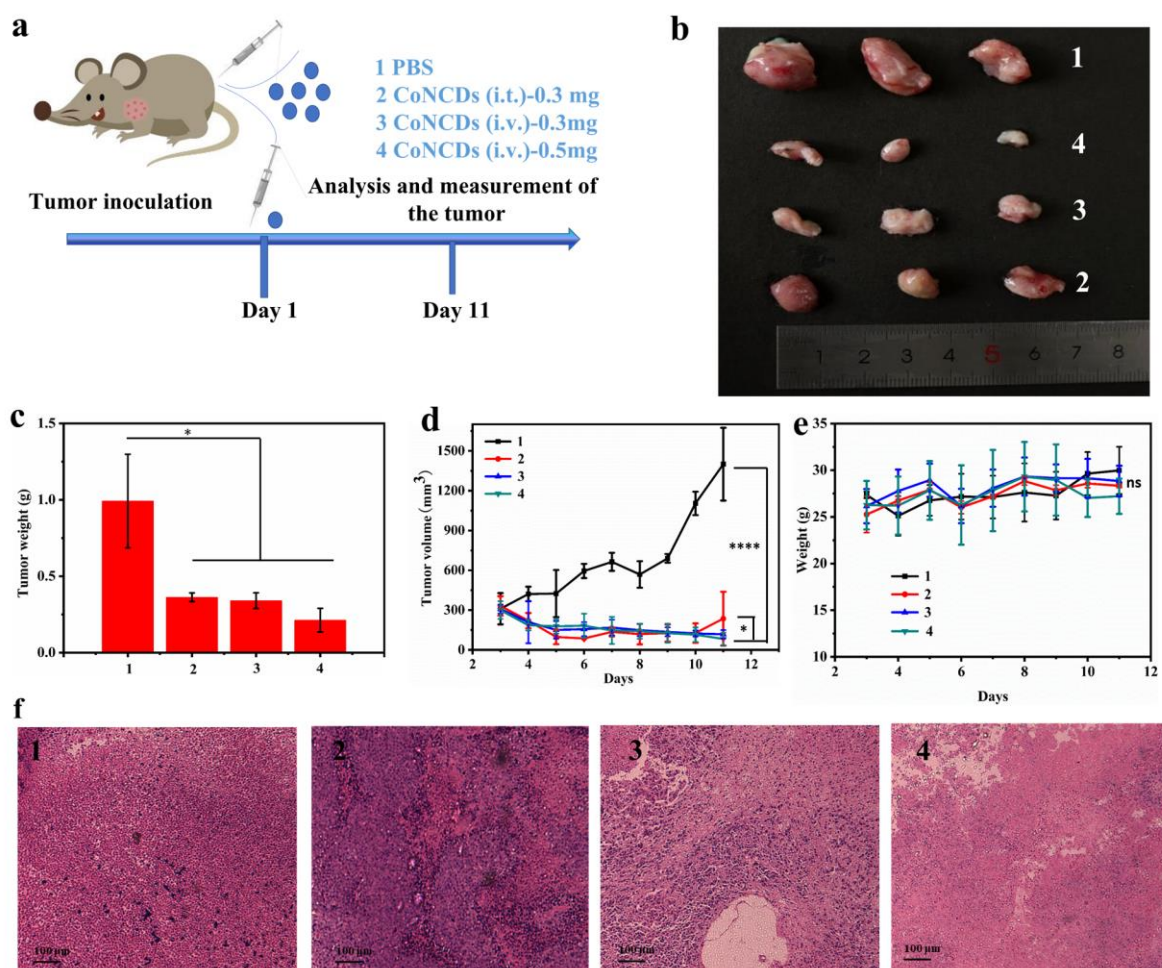 a
1 PBS
2 CoNCDs (i.t.)-0.3 mg
3 CoNCDs (i.v.)-0.3mg
4 CoNCDs (i.v.)-0.5mg
Tumor inoculation
Analysis and measurement of
the tumor
Day 1
Day 11
b
1
4
3
2
1 2 3 4 5 6 7 8
c
Tumor weight (g)
1.5
1.0
0.5
0.0
*
1 2 3 4
d
Tumor volume (mm3)
1500
1200
900
600
300
0
1
2
3
4
****
*
2 4 6 8 10 12
Days
e
Weight (g)
35
30
25
20
15
10
ns
1
2
3
4
2 4 6 8 10 12
Days
f
1
100 μm
2
100 μm
3
100 μm
4
100 μm